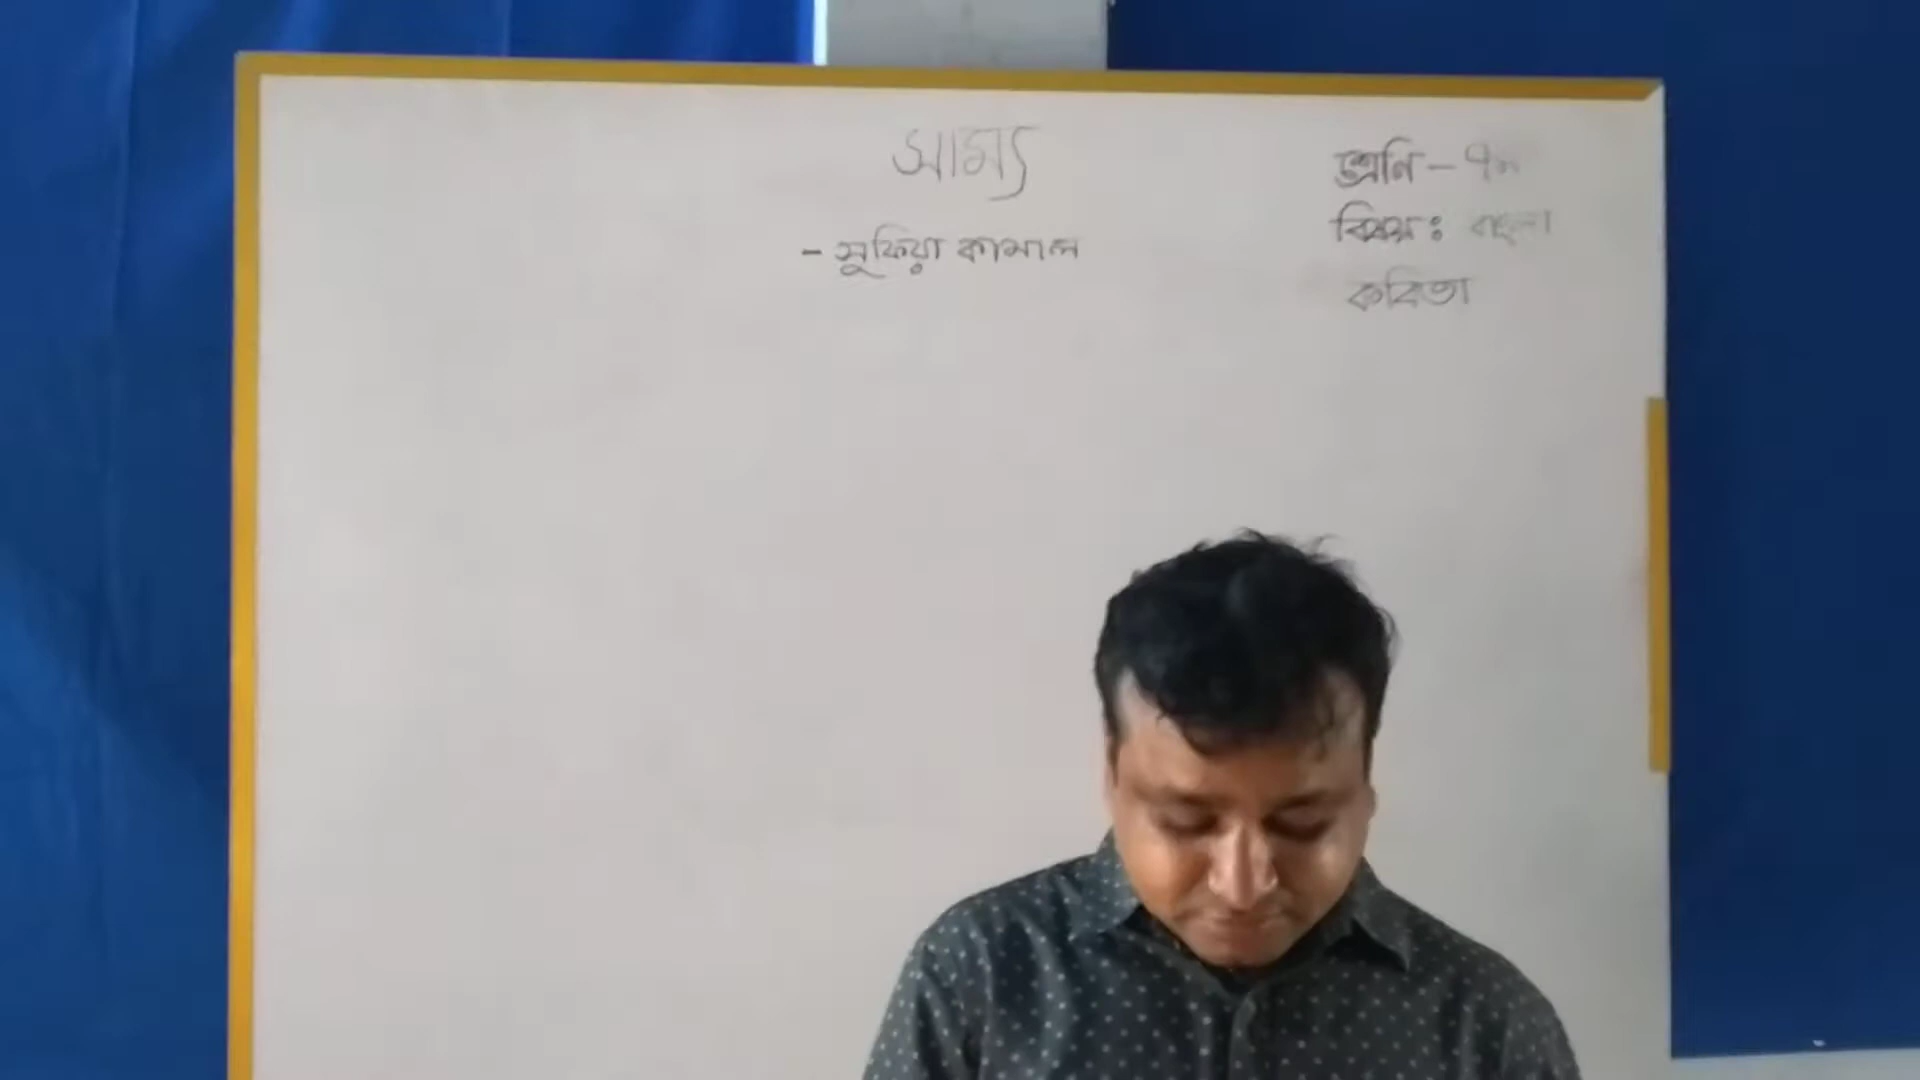 সাম্য
- সুফিয়া কামাল
শ্রেনি - ৭ম
বিষয়ঃ বাংলা
কবিতা